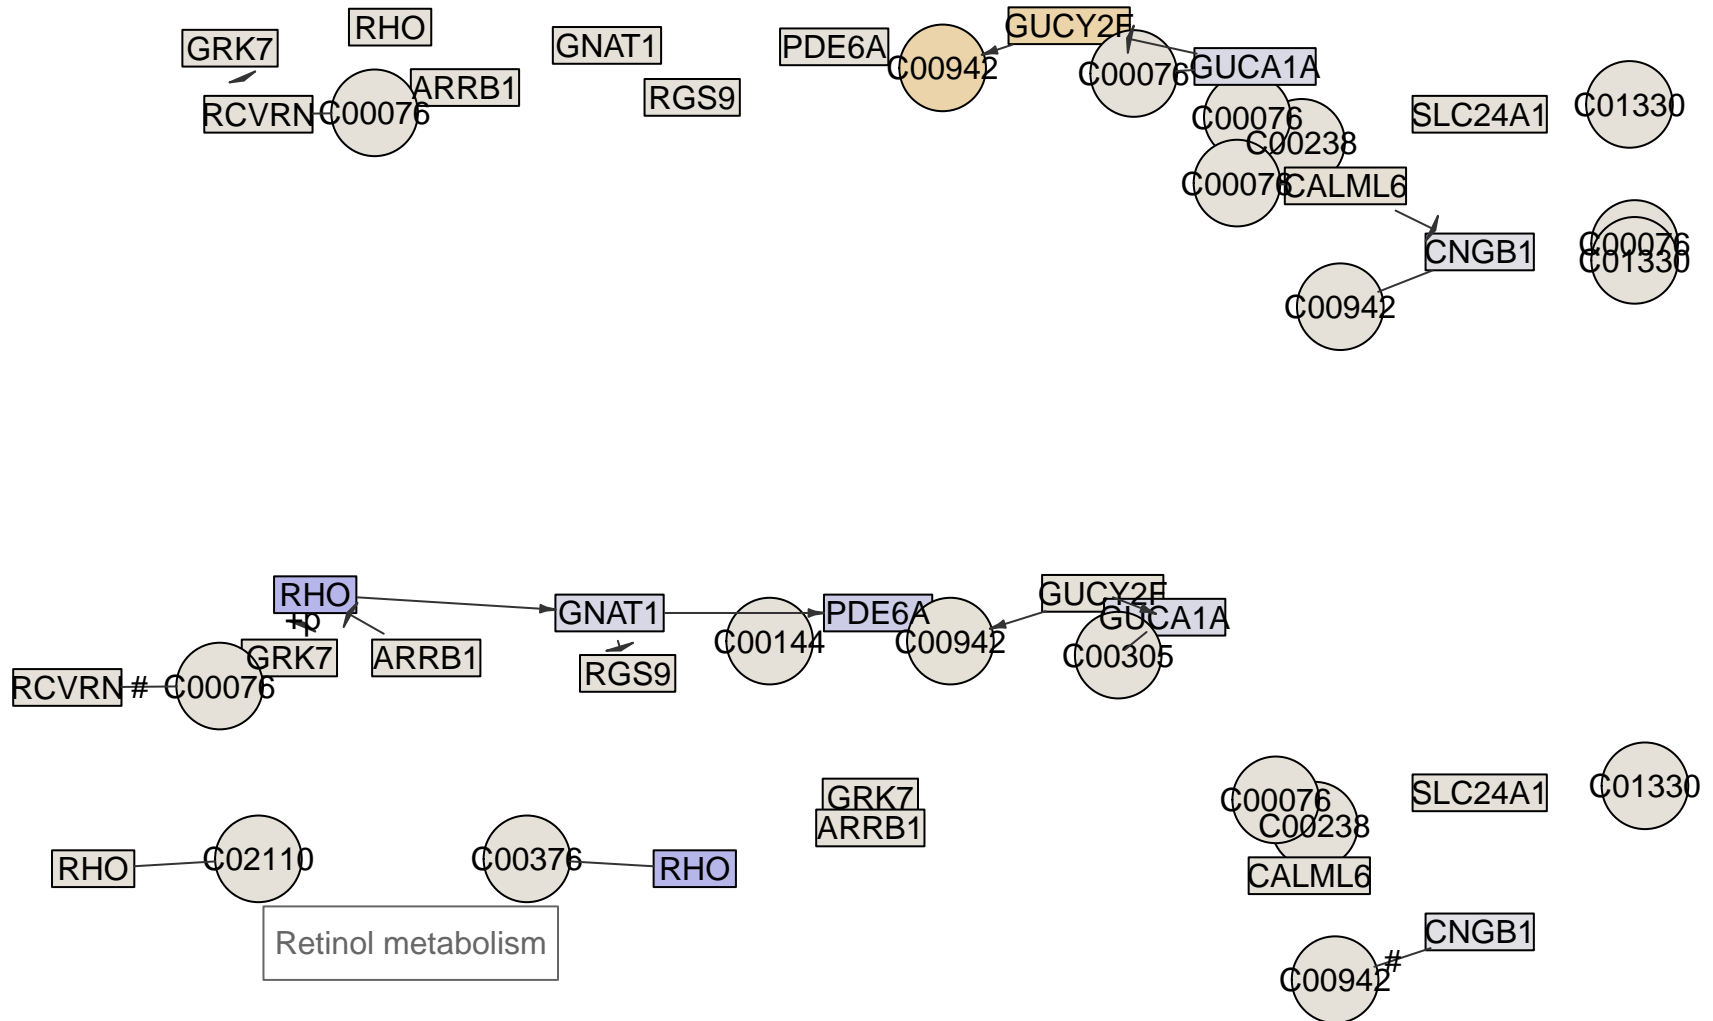 RHO
GRK7
GNAT1
PDE6A
GUCY2F
C00942
C00076
GUCA1A
ARRB1
RGS9
RCVRN
C00076
C00076
C00238
SLC24A1
C01330
C00076
CALML6
C00076
CNGB1
C01330
C00942
RHO
+p
GNAT1
PDE6A
GUCY2F
GUCA1A
GRK7
ARRB1
RGS9
C00144
C00942
C00305
RCVRN
#
C00076
GRK7
ARRB1
C00076
C00238
SLC24A1
C01330
RHO
C02110
C00376
RHO
CALML6
Retinol metabolism
CNGB1
#
C00942